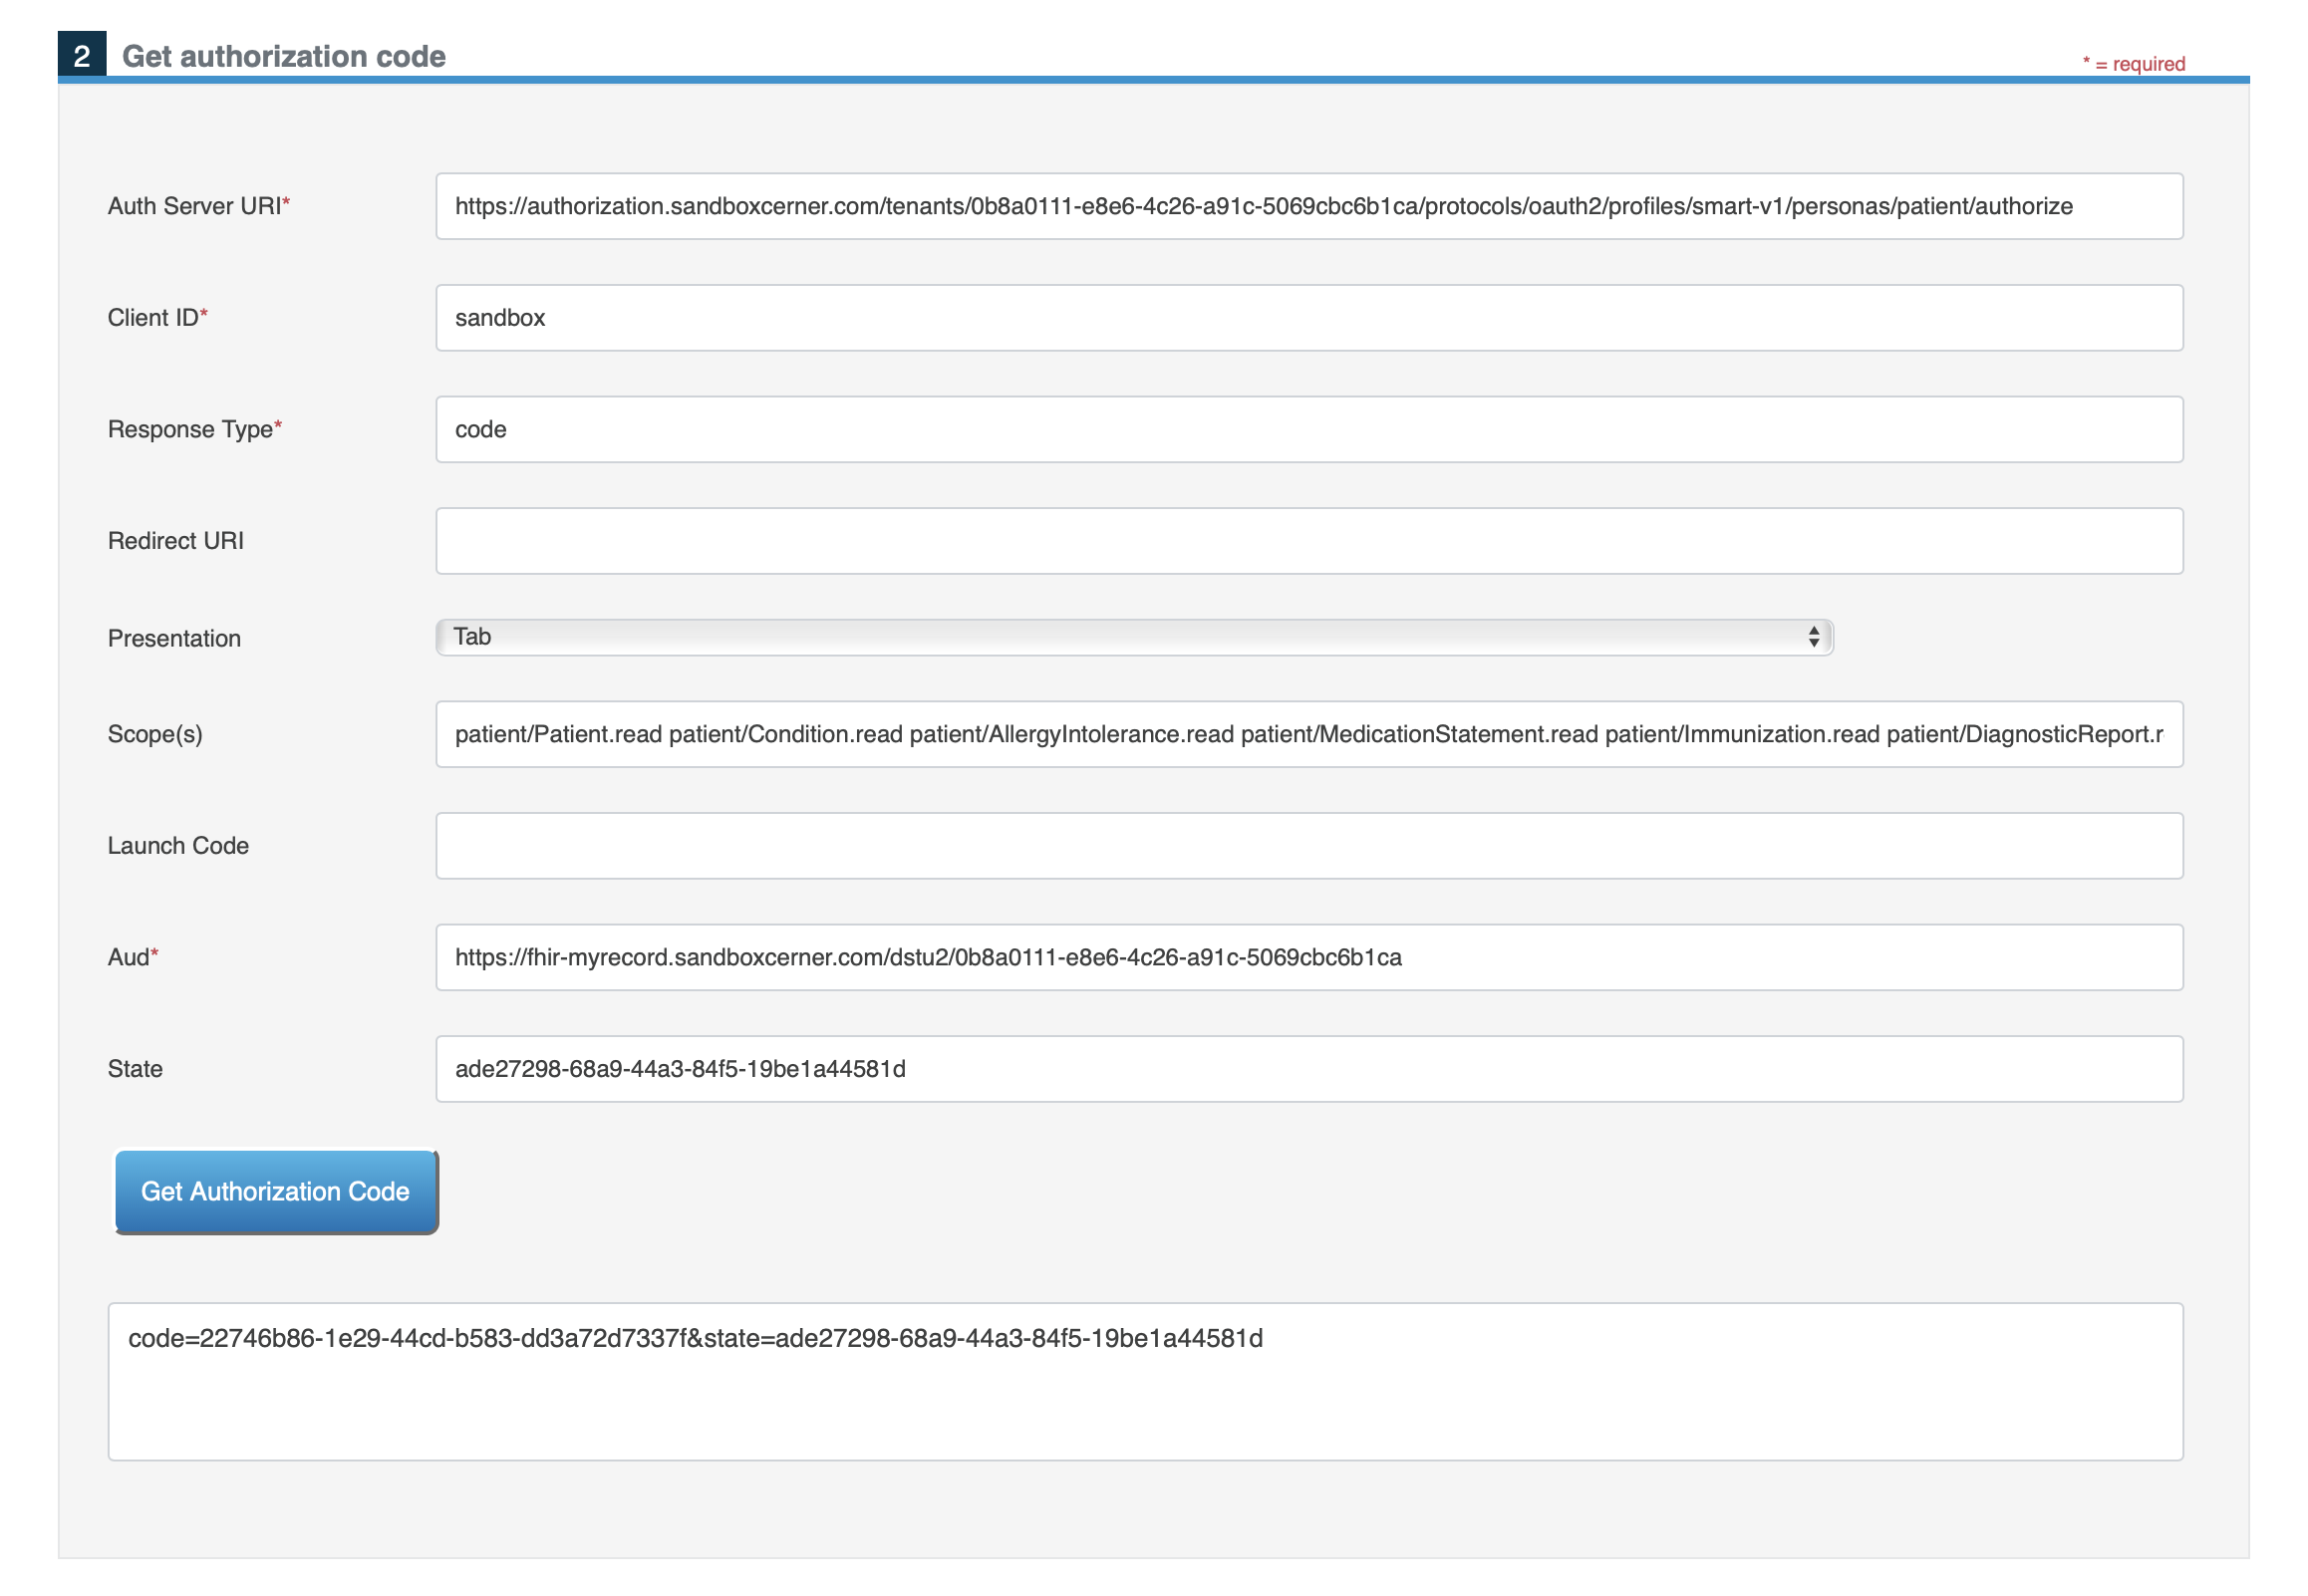 2 Get authorization code
* = required
Auth Server URI* https://authorization.sandboxcerner.com/tenants/0b8a0111-e8e6-4c26-a91c-5069cbc6b1ca/protocols/oauth2/profiles/smart-v1/personas/patient/authorize
Client ID* sandbox
Response Type* code
Redirect URI
Presentation Tab
Scope(s) patient/Patient.read patient/Condition.read patient/AllergyIntolerance.read patient/MedicationStatement.read patient/Immunization.read patient/DiagnosticReport.r
Launch Code
Aud* https://fhir-myrecord.sandboxcerner.com/dstu2/0b8a0111-e8e6-4c26-a91c-5069cbc6b1ca
State ade27298-68a9-44a3-84f5-19be1a44581d
Get Authorization Code
code=22746b86-1e29-44cd-b583-dd3a72d7337f&state=ade27298-68a9-44a3-84f5-19be1a44581d